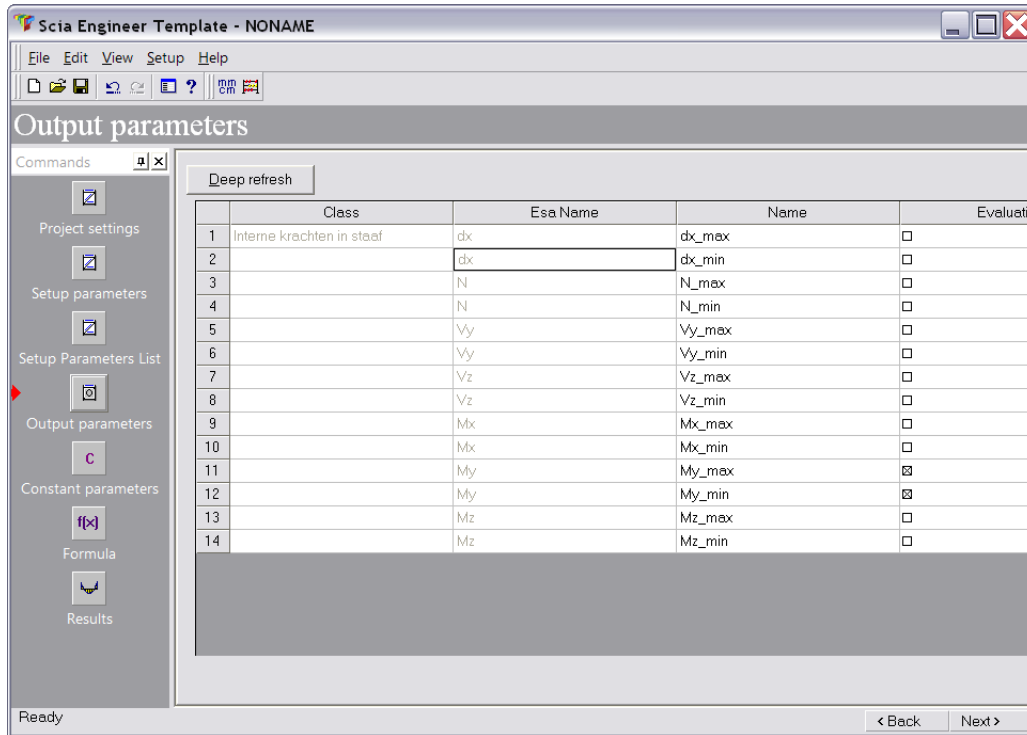 Scia Engineer Template - NONAME
File Edit View Setup Help
mm
cm
Output parameters
Commands
Project settings
Setup parameters
Setup Parameters List
Output parameters
C
Constant parameters
f(x)
Formula
Results
Deep refresh
Class Esa Name Name Evaluati
1 Interne krachten in staaf dx dx_max
2 dx dx_min
3 N N_max
4 N N_min
5 Vy Vy_max
6 Vy Vy_min
7 Vz Vz_max
8 Vz Vz_min
9 Mx Mx_max
10 Mx Mx_min
11 My My_max
12 My My_min
13 Mz Mz_max
14 Mz Mz_min
Ready
< Back Next >